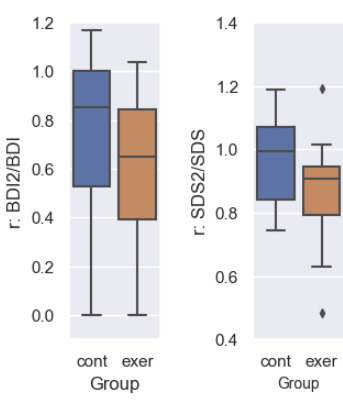 1.2
1.0
0.8
0.6
0.4
0.2
0.0
r: BDI2/BDI
cont exer
Group
1.4
1.2
1.0
0.8
0.6
0.4
r: SDS2/SDS
cont exer
Group